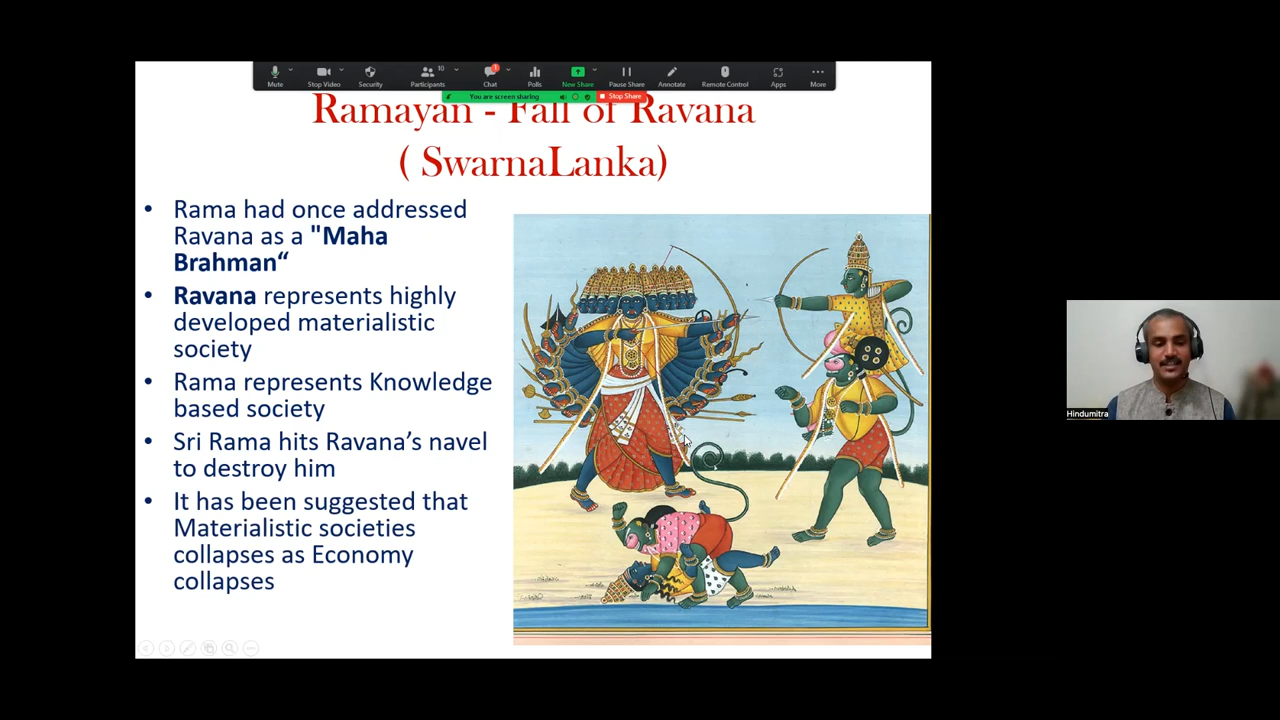 Mute
Stop Video
Security
Participants
10
Chat
1
Polls
New Share
Pause Share
Annotate
Remote Control
Apps
More
You are screen sharing
Stop Share
Ramayan - Fall of Ravana
( SwarnaLanka)
• Rama had once addressed
Ravana as a "Maha
Brahman“
• Ravana represents highly
developed materialistic
society
• Rama represents Knowledge
based society
• Sri Rama hits Ravana’s navel
to destroy him
• It has been suggested that
Materialistic societies
collapses as Economy
collapses
Hindumitra